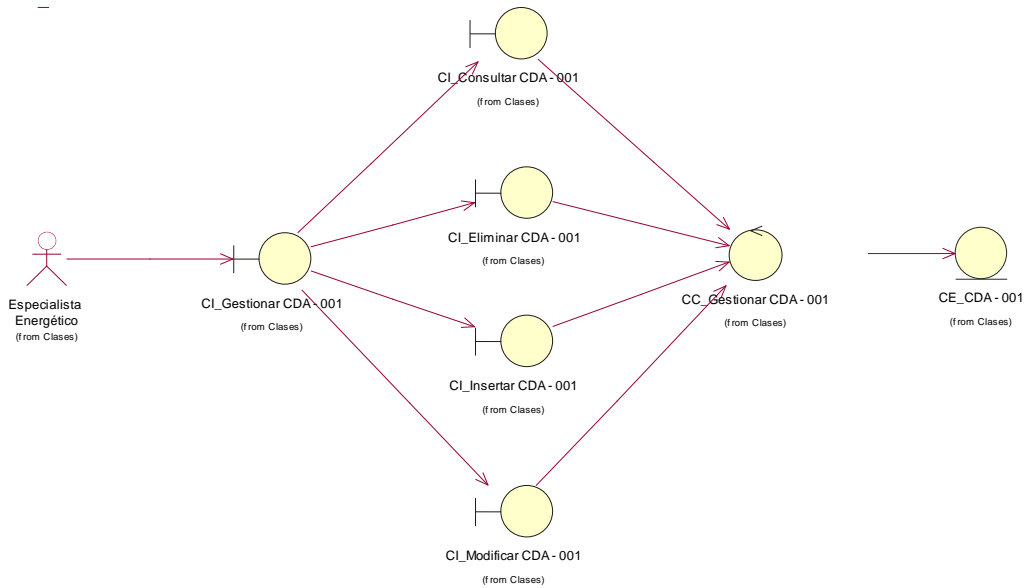 CI_Consultar CDA - 001
(from Clases)
CI_Eliminar CDA - 001
(from Clases)
Especialista
Energético
(from Clases)
CI_Gestionar CDA - 001
(from Clases)
CC_Gestionar CDA - 001
(from Clases)
CE_CDA - 001
(from Clases)
CI_Insertar CDA - 001
(from Clases)
CI_Modificar CDA - 001
(from Clases)